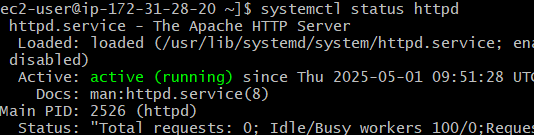 ec2-user@ip-172-31-28-20 ~]$ systemctl status httpd
httpd.service - The Apache HTTP Server
Loaded: loaded (/usr/lib/systemd/system/httpd.service; ena
disabled)
Active: active (running) since Thu 2025-05-01 09:51:28 UTC
Docs: man:httpd.service(8)
Main PID: 2526 (httpd)
Status: "Total requests: 0; Idle/Busy workers 100/0;Reques